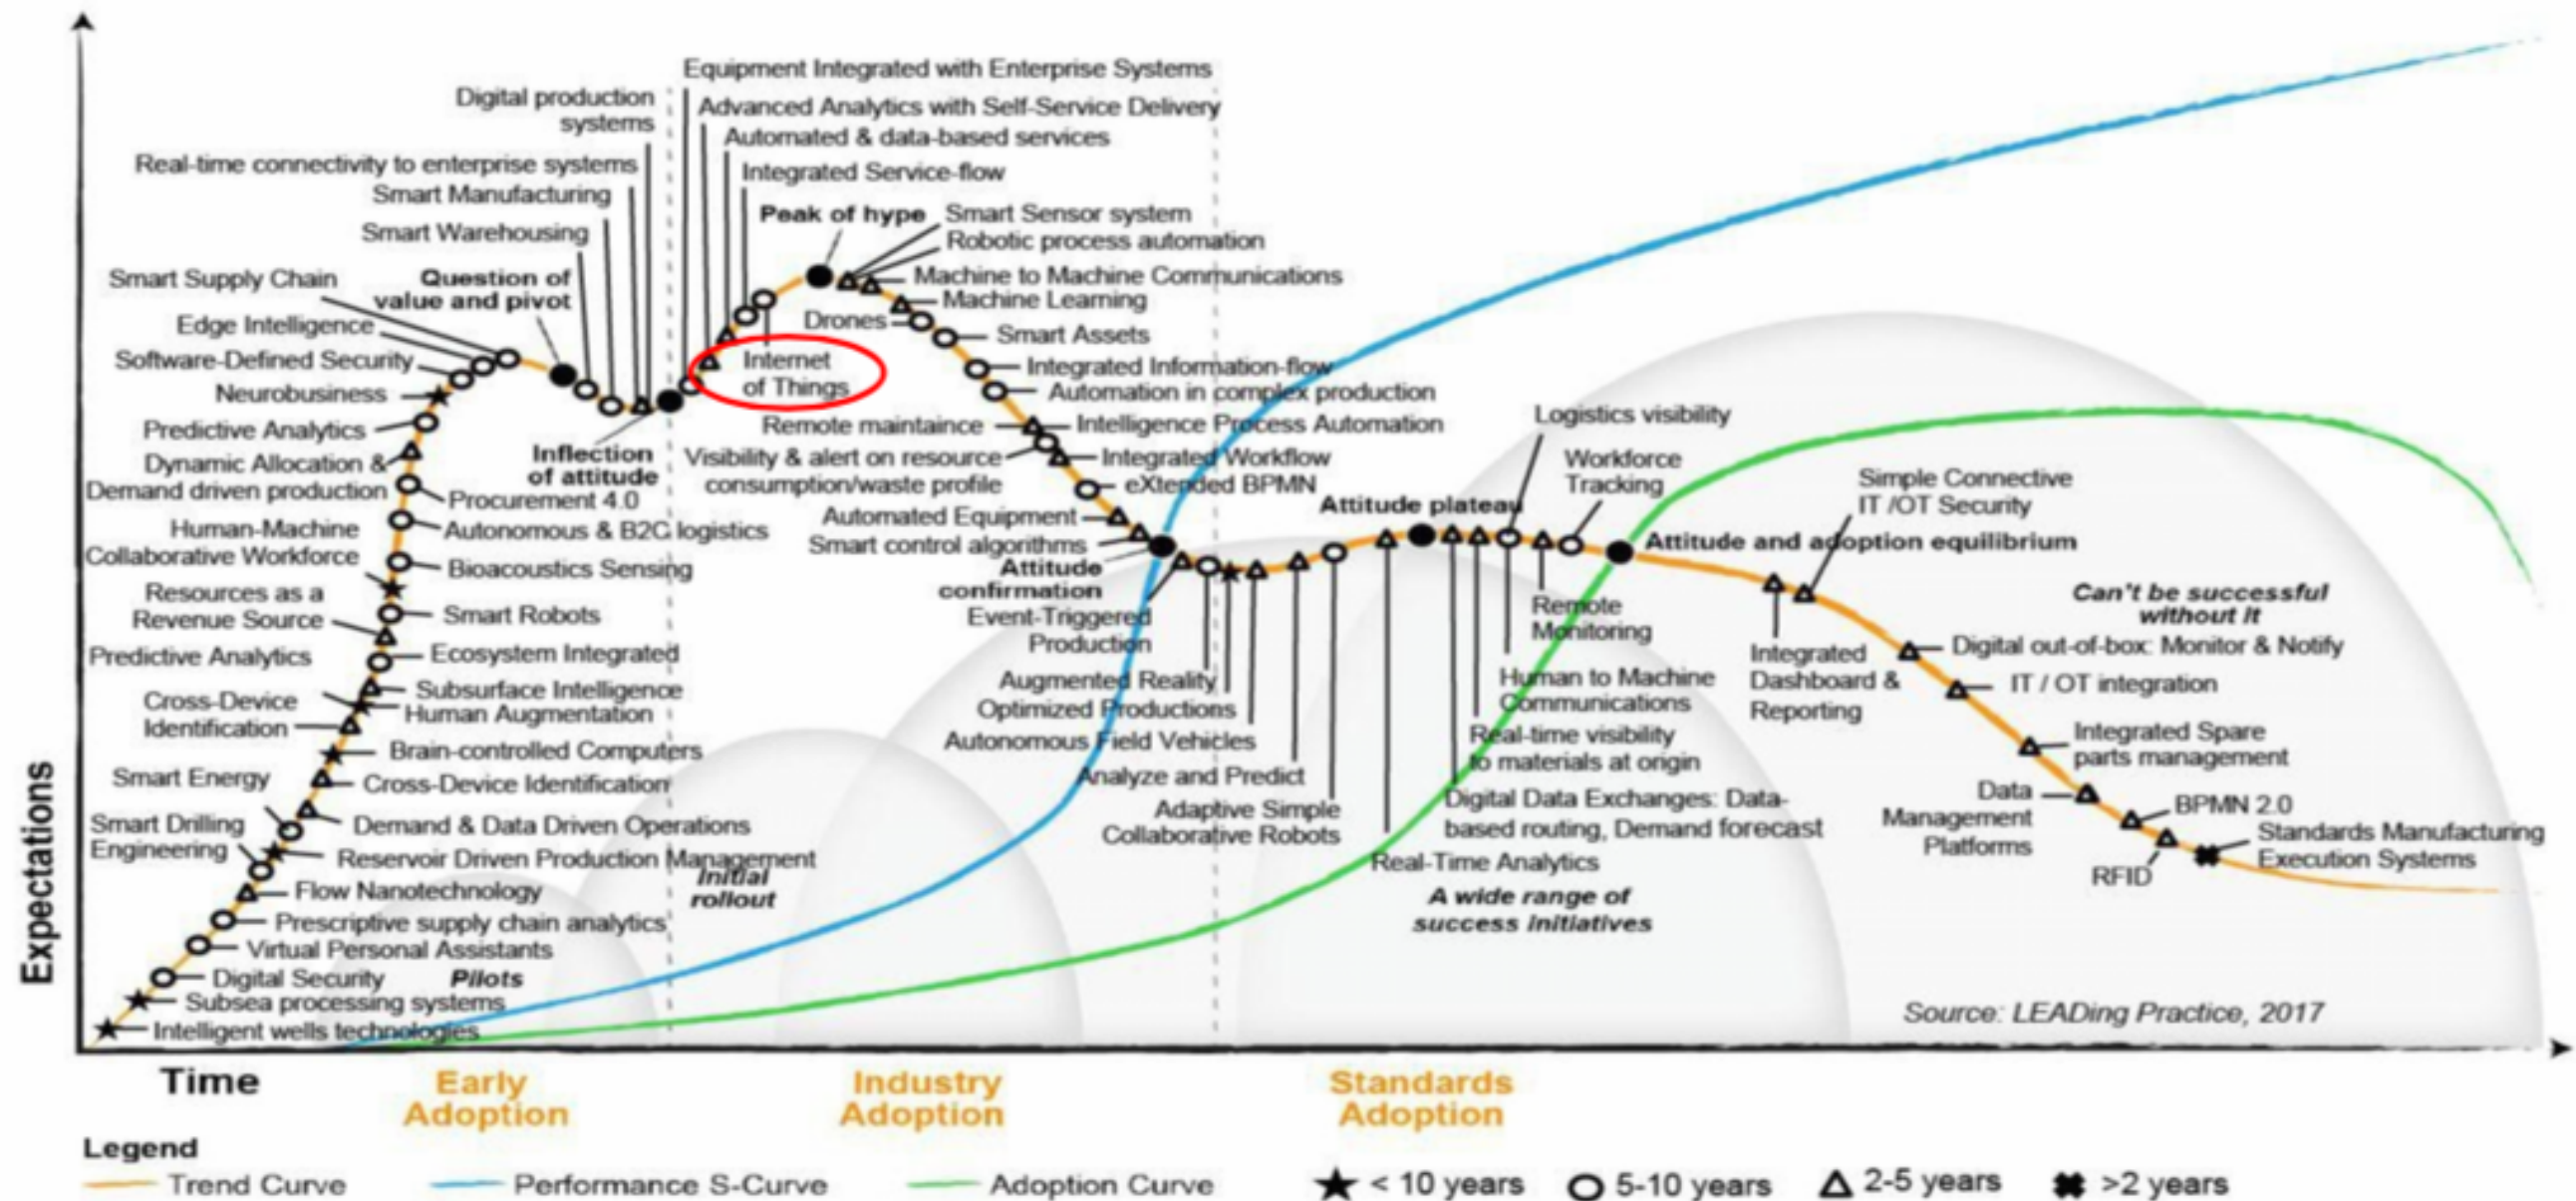 Equipment Integrated with Enterprise Systems
Digital production
systems
Advanced Analytics with Self-Service Delivery
Automated & data-based services
Real-time connectivity to enterprise systems
Integrated Service-flow
Smart Manufacturing
Peak of hype
Smart Sensor system
Smart Warehousing
Robotic process automation
Smart Supply Chain
Question of
value and pivot
Machine to Machine Communications
Machine Learning
Edge Intelligence
Drones
Smart Assets
Software-Defined Security
Internet
of Things
Integrated Information-flow
Neurobusiness
Automation in complex production
Predictive Analytics
Remote maintaince
Intelligence Process Automation
Logistics visibility
Dynamic Allocation &
Demand driven production
Inflection
of attitude
Visibility & alert on resource
consumption/waste profile
Integrated Workflow
Workforce
Tracking
Simple Connective
IT /OT Security
Procurement 4.0
eXtended BPMN
Attitude plateau
Human-Machine
Collaborative Workforce
Autonomous & B2C logistics
Automated Equipment
Smart control algorithms
Attitude
confirmation
Attitude and adoption equilibrium
Bioacoustics Sensing
Resources as a
Revenue Source
Smart Robots
Event-Triggered
Production
Remote
Monitoring
Can't be successful
without it
Predictive Analytics
Ecosystem Integrated
Integrated
Dashboard &
Reporting
Digital out-of-box: Monitor & Notify
Subsurface Intelligence
Augmented Reality
Human to Machine
Communications
IT / OT integration
Cross-Device
Identification
Human Augmentation
Optimized Productions
Brain-controlled Computers
Autonomous Field Vehicles
Real-time visibility
to materials at origin
Integrated Spare
parts management
Smart Energy
Cross-Device Identification
Analyze and Predict
Data
Management
Platforms
Smart Drilling
Engineering
Demand & Data Driven Operations
Adaptive Simple
Collaborative Robots
Digital Data Exchanges: Data-
based routing, Demand forecast
BPMN 2.0
Reservoir Driven Production Management
Real-Time Analytics
Standards Manufacturing
Execution Systems
RFID
Initial
rollout
Flow Nanotechnology
A wide range of
success initiatives
Prescriptive supply chain analytics
Virtual Personal Assistants
Digital Security
Pilots
Subsea processing systems
Intelligent wells technologies
Source: LEADing Practice, 2017
Expectations
Time
Early
Adoption
Industry
Adoption
Standards
Adoption
Legend
Trend Curve
Performance S-Curve
Adoption Curve
< 10 years
5-10 years
2-5 years
>2 years